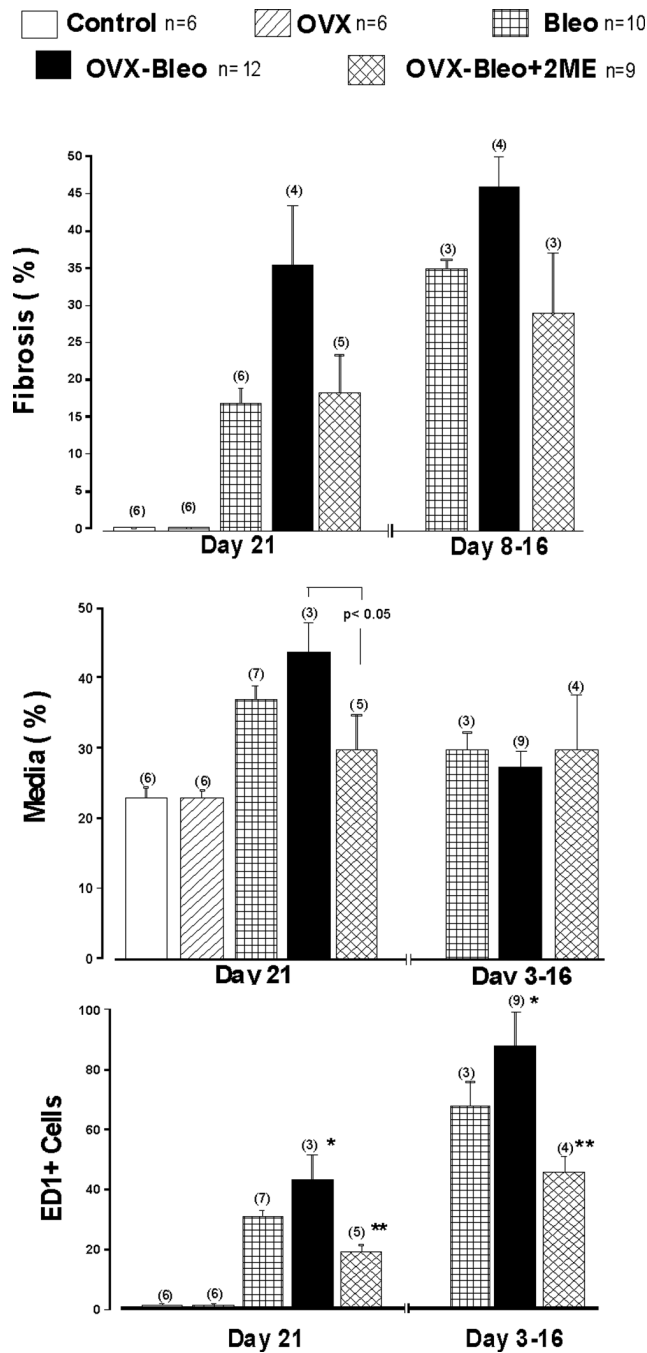 Control n=6 OVX n=6 Bleo n=10
OVX-Bleo n=12 OVX-Bleo+2ME n=9
Fibrosis ( % )
50
45
40
35
30
25
20
15
10
5
0
(6) (6) (6) (4) (5) (3) (4) (3)
Day 21 Day 8-16
Media ( % )
50
40
30
20
10
0
(6) (6) (7) (3) (5) (3) (9) (4)
p< 0.05
Day 21 Day 3-16
ED1+ Cells
100
80
60
40
20
0
(6) (6) (7) (3) * (5) ** (3) (9) * (4) **
Day 21 Day 3-16